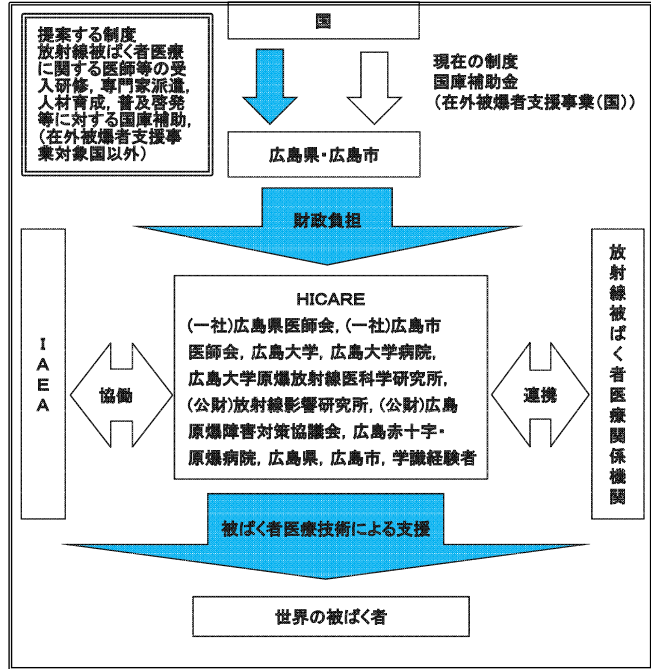 国
提案する制度
放射線被ばく者医療
に関する医師等の受
入研修，専門家派遣，
人材育成，普及啓発
等に対する国庫補助，
（在外被爆者支援事
業対象国以外）
現在の制度
国庫補助金
（在外被爆者支援事業（国））
広島県・広島市
財政負担
IAEA
協働
HICARE
（一社）広島県医師会，（一社）広島市
医師会，広島大学，広島大学病院，
広島大学原爆放射線医科学研究所，
（公財）放射線影響研究所，（公財）広島
原爆障害対策協議会，広島赤十字・
原爆病院，広島県，広島市，学識経験者
連携
放射線被ばく者医療関係機関
被ばく者医療技術による支援
世界の被ばく者